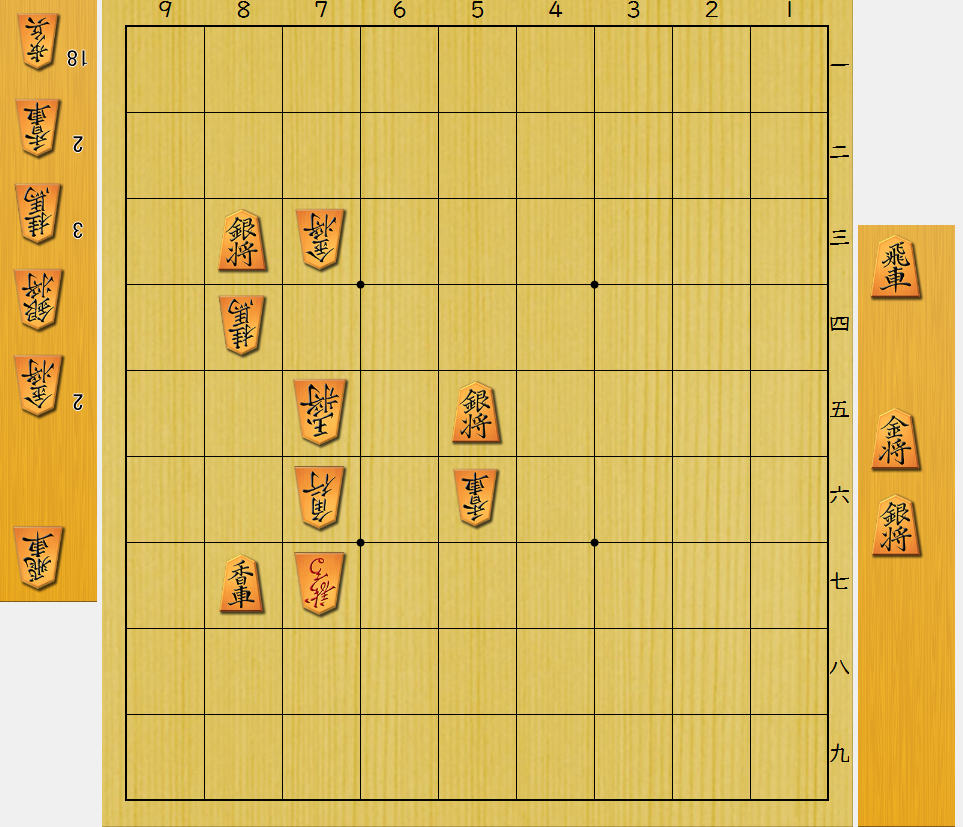 歩兵
18
香車
2
桂馬
3
銀将
金将
2
飛車
9 8 7 6 5 4 3 2 1
一
二
銀将 金将 三
桂馬 四
玉将 銀将 五
角行 香車 六
香車 龍馬 七
八
九
飛車
金将
銀将